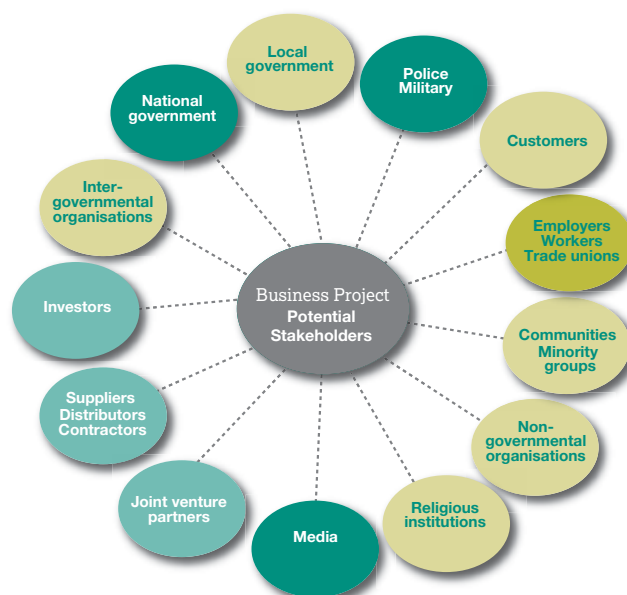 Local
government
Police
Military
National
government
Customers
Inter-
governmental
organisations
Employers
Workers
Trade unions
Business Project
Potential
Stakeholders
Investors
Communities
Minority
groups
Suppliers
Distributors
Contractors
Non-
governmental
organisations
Joint venture
partners
Religious
institutions
Media